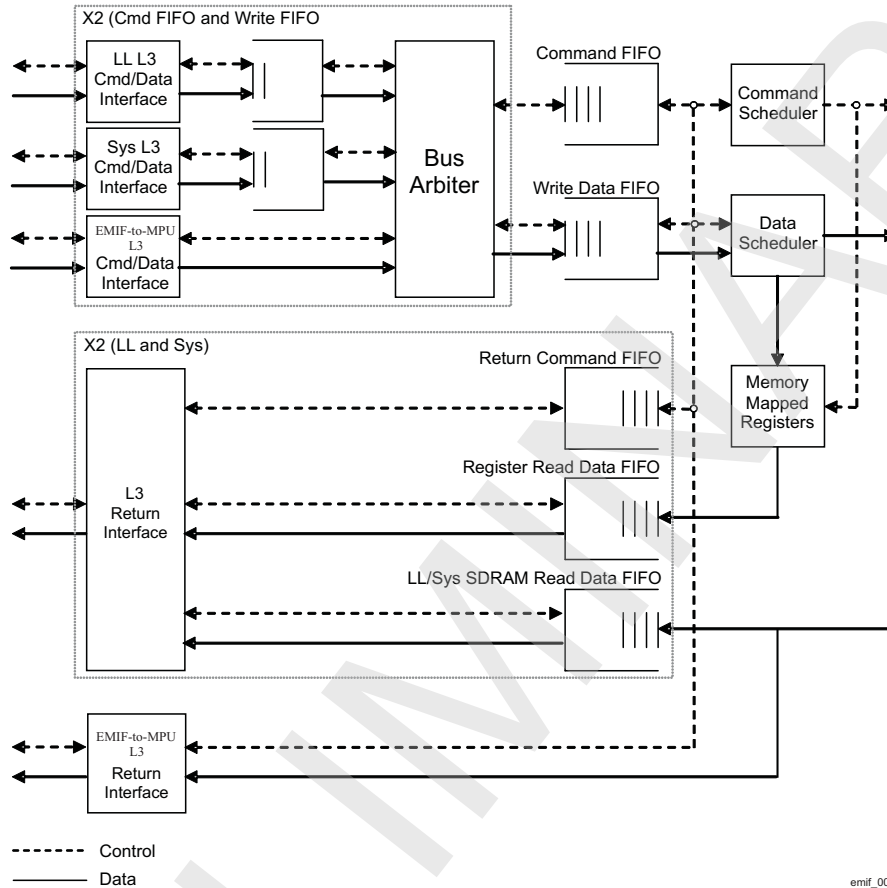 X2 (Cmd FIFO and Write FIFO
LL L3
Cmd/Data
Interface
Sys L3
Cmd/Data
Interface
EMIF-to-MPU
L3
Cmd/Data
Interface
Bus
Arbiter
Command FIFO
Write Data FIFO
Command
Scheduler
Data
Scheduler
Memory
Mapped
Registers
X2 (LL and Sys)
Return Command FIFO
Register Read Data FIFO
LL/Sys SDRAM Read Data FIFO
L3
Return
Interface
EMIF-to-MPU
L3
Return
Interface
Control
Data